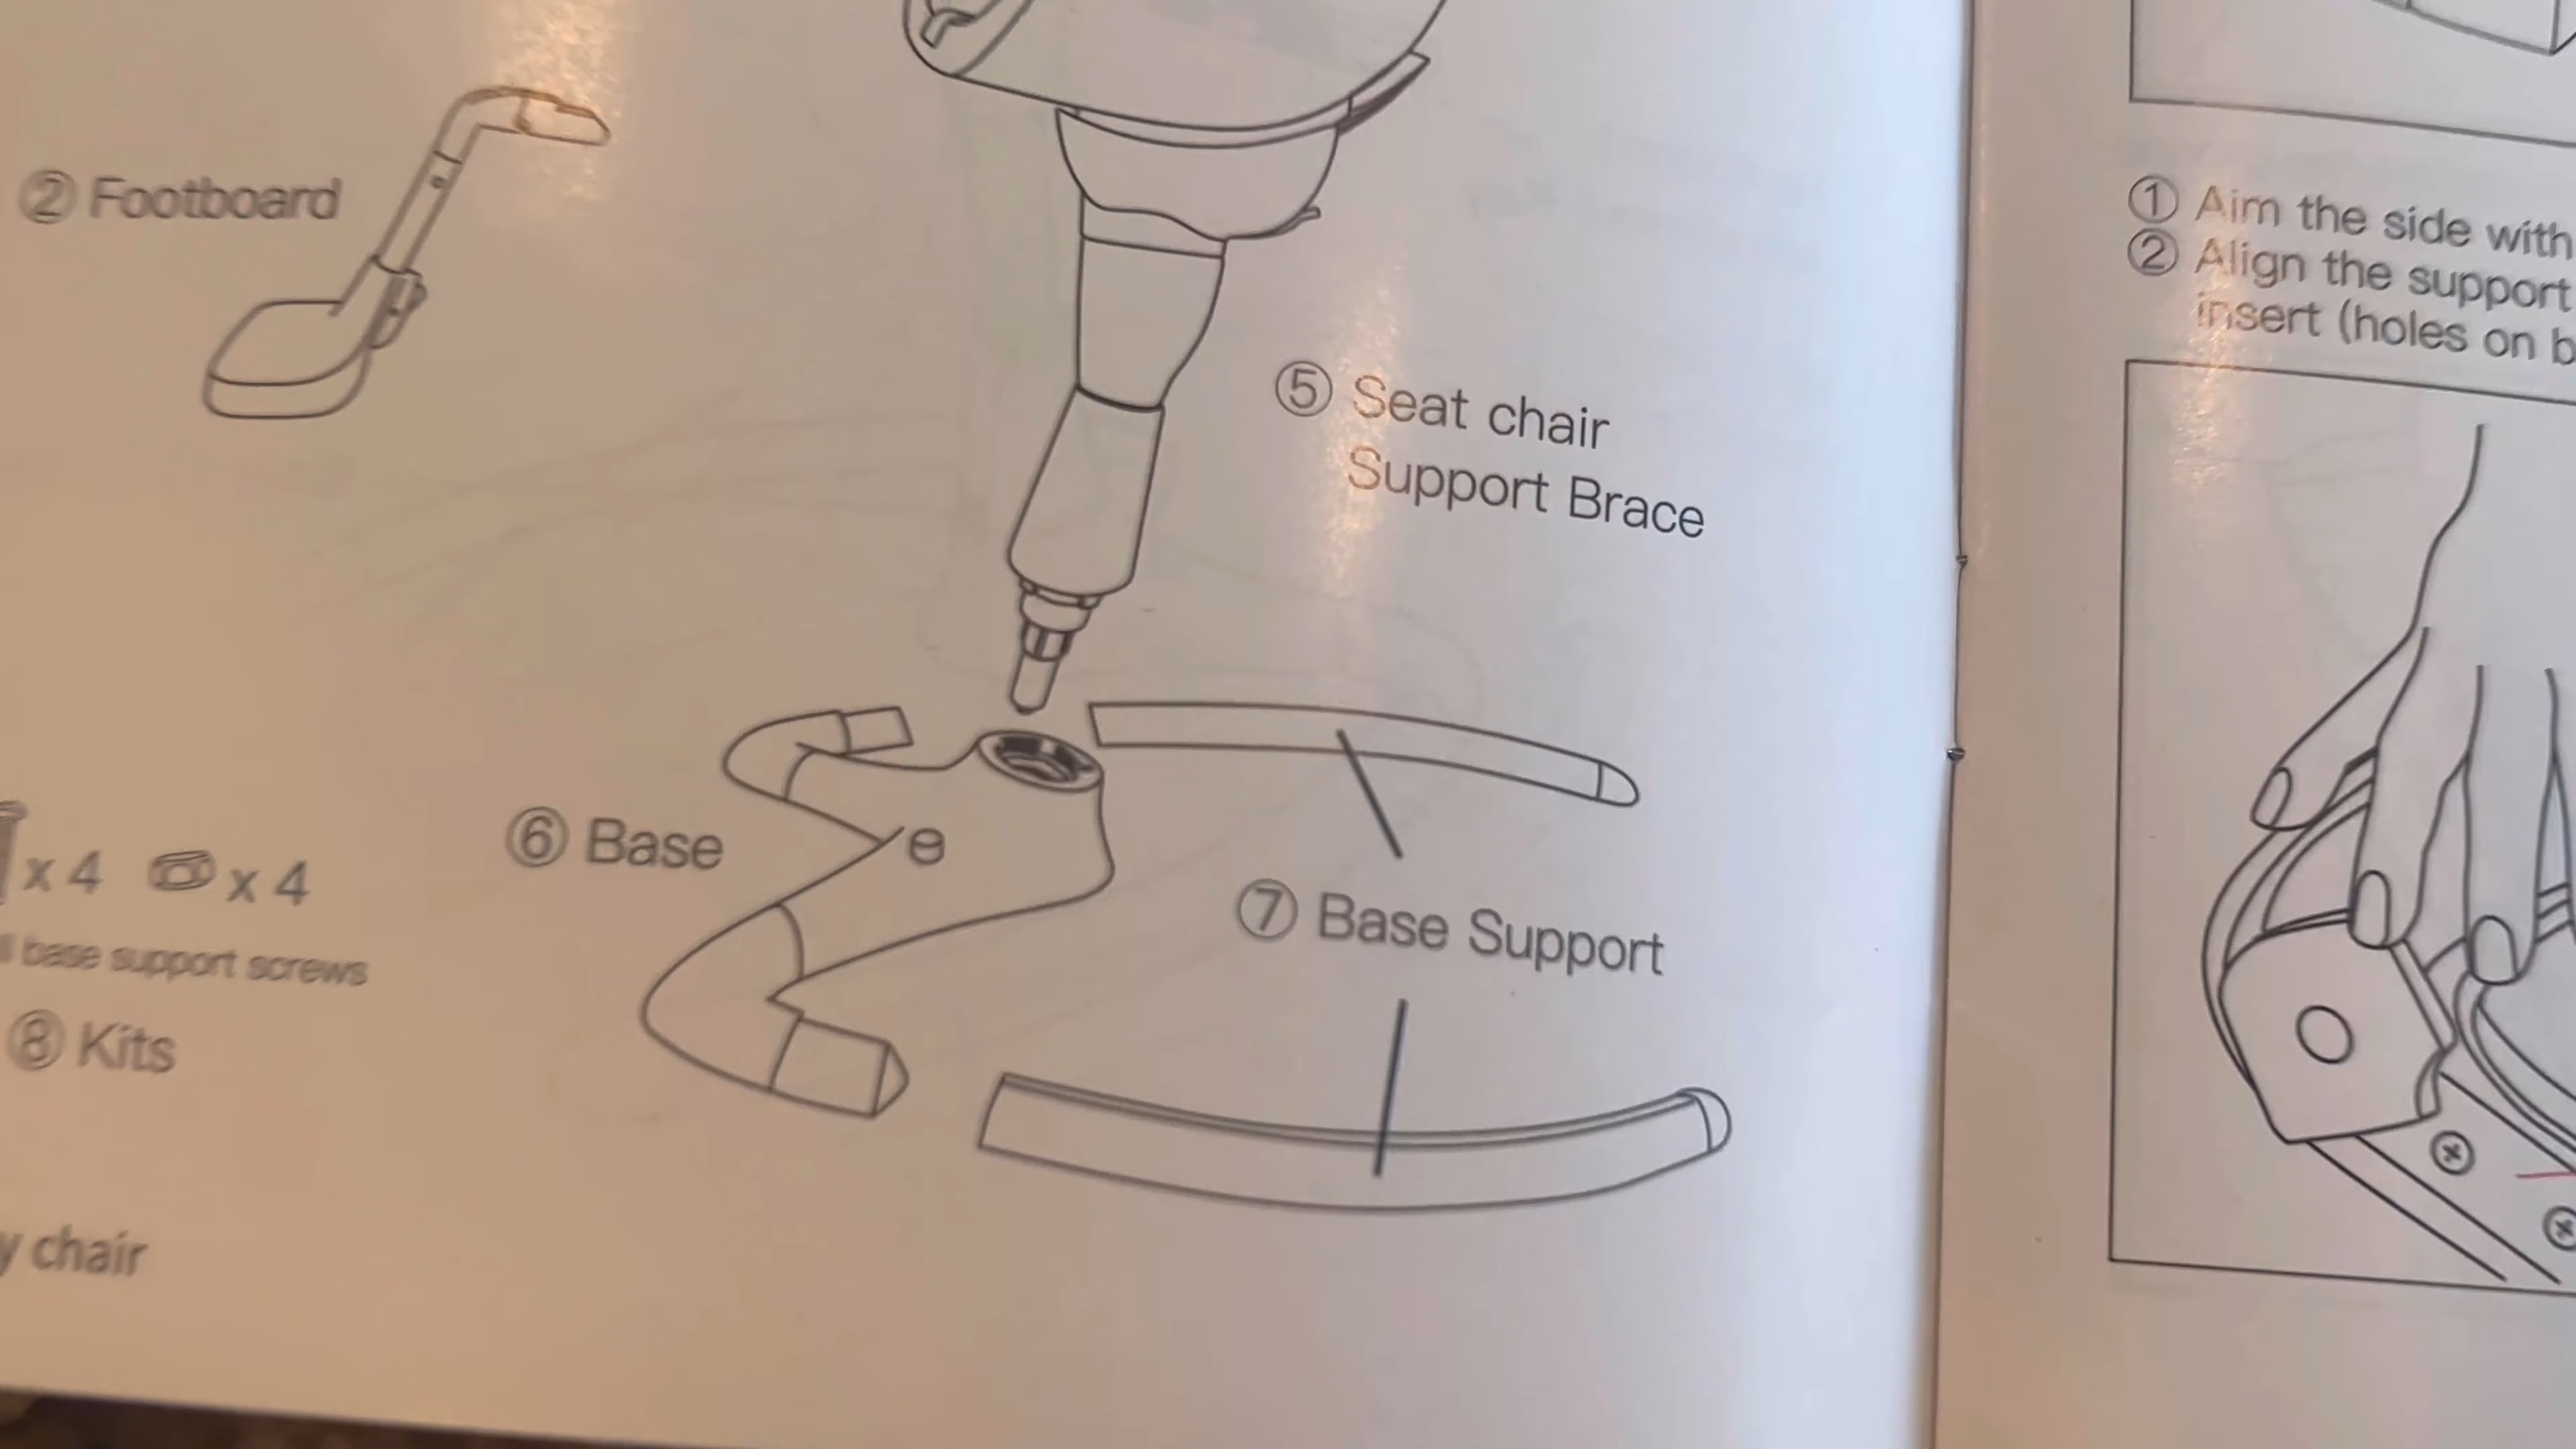 ② Footboard
⑤ Seat chair
Support Brace
⑥ Base
x 4 x 4
base support screws
⑦ Base Support
⑧ Kits
chair
① Aim the side with
② Align the support
insert (holes on